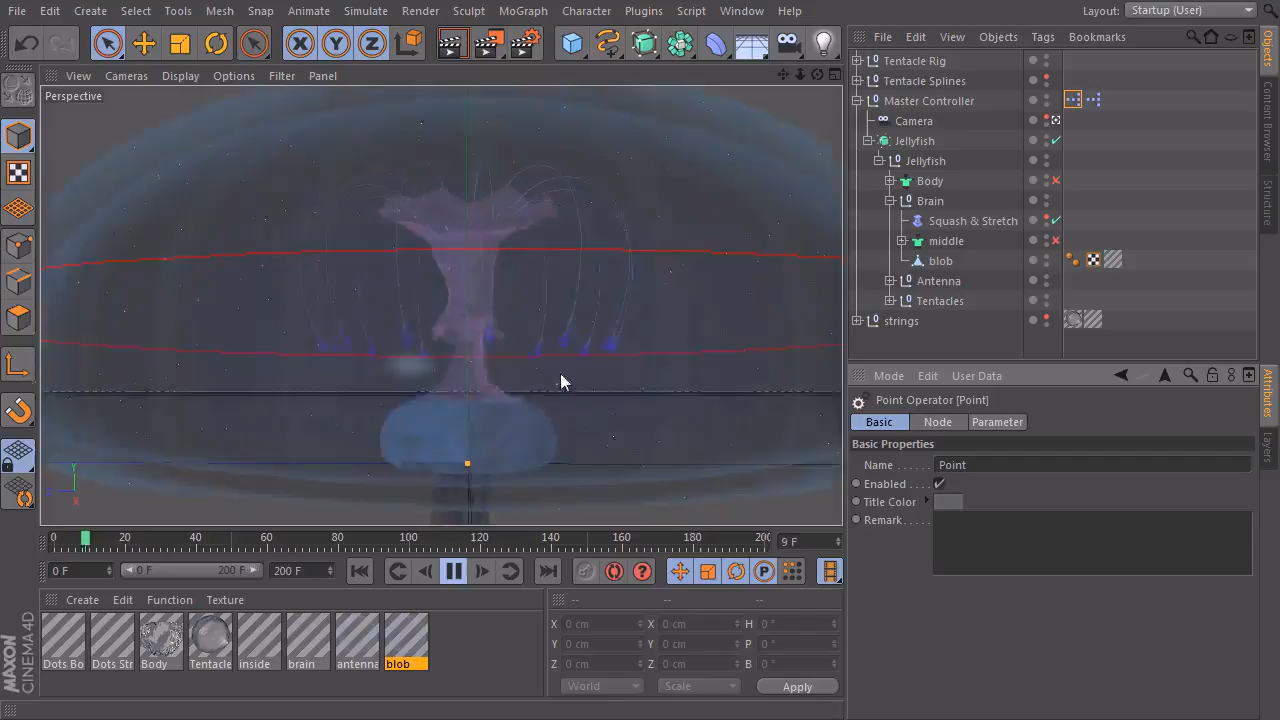 File Edit Create Select Tools Mesh Snap Animate Simulate Render Sculpt MoGraph Character Plugins Script Window Help Layout: Startup (User)
X Y Z
File Edit View Objects Tags Bookmarks
View Cameras Display Options Filter Panel
Perspective
Tentacle Rig
Tentacle Splines
Master Controller
Camera
Jellyfish
Jellyfish
Body
Brain
Squash & Stretch
middle
blob
Antenna
Tentacles
strings
Objects
Content Browser
Structure
Mode Edit User Data
Point Operator [Point]
Basic Node Parameter
Basic Properties
Name Point
Enabled
Title Color
Remark
Attributes
Layers
Y
Z
X
0 20 40 60 80 100 120 140 160 180 200 9 F
0 F 0 F 200 F 200 F
Create Edit Function Texture
Dots Bo Dots Str Body Tentacle inside brain antenna blob
-- -- --
X 0 cm X 0 cm H 0 °
Y 0 cm Y 0 cm P 0 °
Z 0 cm Z 0 cm B 0 °
World Scale Apply
MAXON
CINEMA 4D